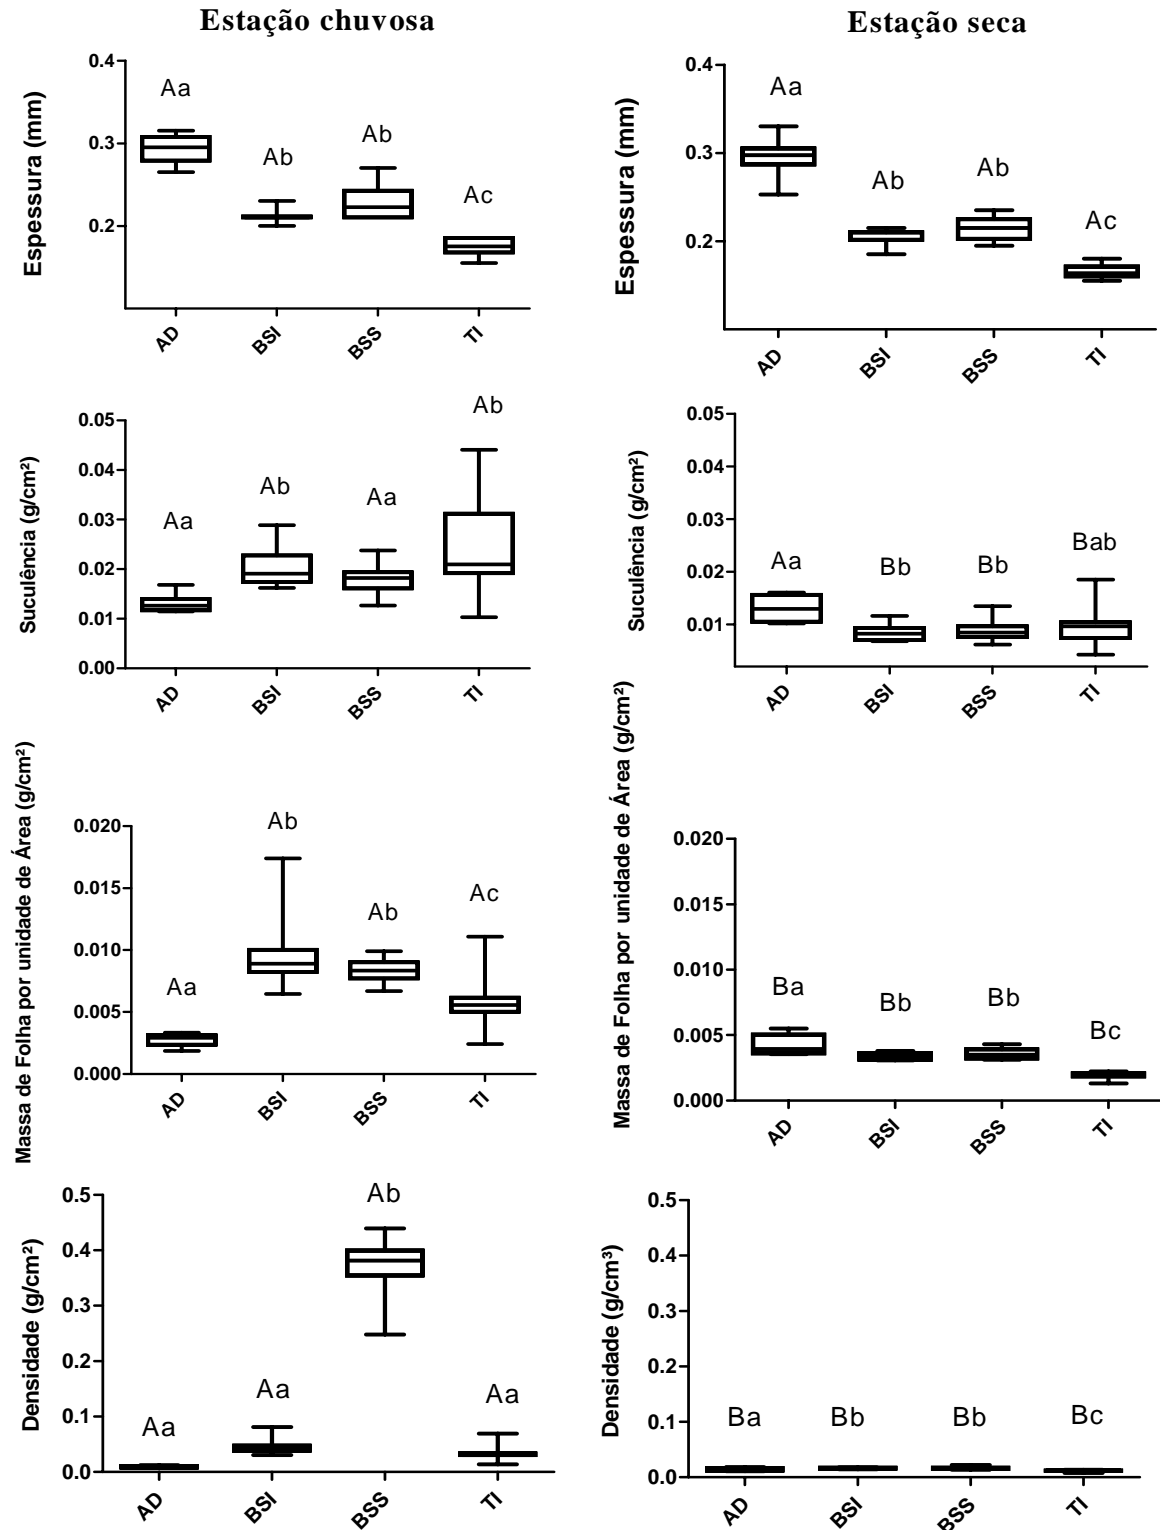 Estação chuvosa
Estação seca
Espessura (mm)
0.4
0.3
0.2
Aa
Ab
Ab
Ac
AD
BSI
BSS
TI
Espessura (mm)
0.4
0.3
0.2
Aa
Ab
Ab
Ac
AD
BSI
BSS
TI
Suculência (g/cm²)
0.05
0.04
0.03
0.02
0.01
0.00
Aa
Ab
Aa
Ab
AD
BSI
BSS
TI
Suculência (g/cm²)
0.05
0.04
0.03
0.02
0.01
Aa
Bb
Bb
Bab
AD
BSI
BSS
TI
Massa de Folha por unidade de Área (g/cm²)
0.020
0.015
0.010
0.005
0.000
Aa
Ab
Ab
Ac
AD
BSI
BSS
TI
Massa de Folha por unidade de Área (g/cm²)
0.020
0.015
0.010
0.005
0.000
Ba
Bb
Bb
Bc
AD
BSI
BSS
TI
Densidade (g/cm²)
0.5
0.4
0.3
0.2
0.1
0.0
Aa
Aa
Ab
Aa
AD
BSI
BSS
TI
Densidade (g/cm³)
0.5
0.4
0.3
0.2
0.1
0.0
Ba
Bb
Bb
Bc
AD
BSI
BSS
TI